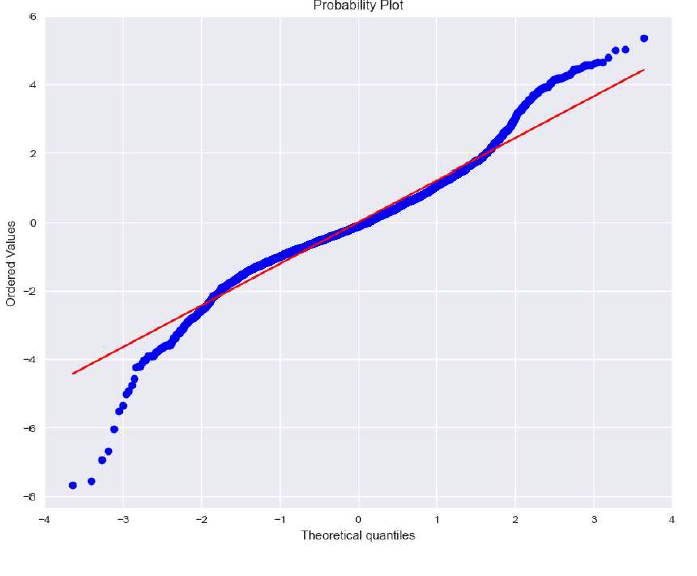 Probability Plot
6
4
2
0
−2
−4
−6
−8
Ordered Values
−4 −3 −2 −1 0 1 2 3 4
Theoretical quantiles